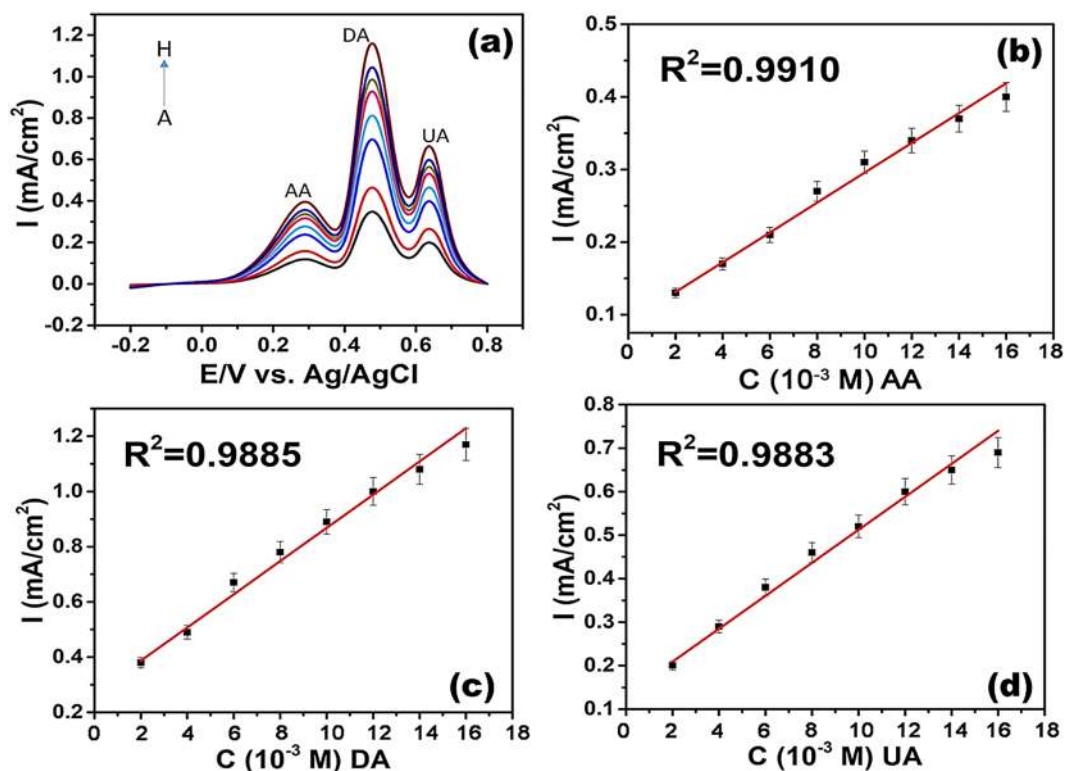 (a)
H
A
AA
DA
UA
1.2
1.0
0.8
0.6
0.4
0.2
0.0
-0.2
I (mA/cm²)
-0.2 0.0 0.2 0.4 0.6 0.8
E/V vs. Ag/AgCl
(b)
R²=0.9910
0.5
0.4
0.3
0.2
0.1
I (mA/cm²)
0 2 4 6 8 10 12 14 16 18
C (10⁻³ M) AA
(c)
R²=0.9885
1.2
1.0
0.8
0.6
0.4
0.2
I (mA/cm²)
0 2 4 6 8 10 12 14 16 18
C (10⁻³ M) DA
(d)
R²=0.9883
0.8
0.7
0.6
0.5
0.4
0.3
0.2
0.1
I (mA/cm²)
0 2 4 6 8 10 12 14 16 18
C (10⁻³ M) UA